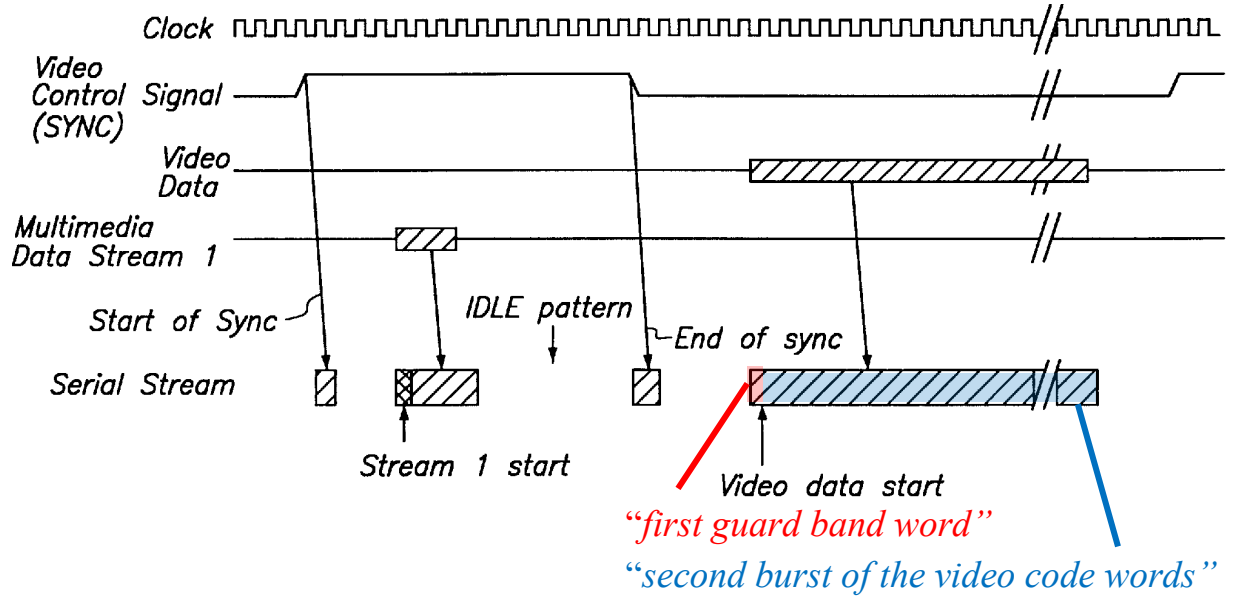 Clock
Video
Control Signal
(SYNC)
Video
Data
Multimedia
Data Stream 1
Start of Sync
IDLE pattern
End of sync
Serial Stream
Stream 1 start
Video data start
“first guard band word”
“second burst of the video code words”